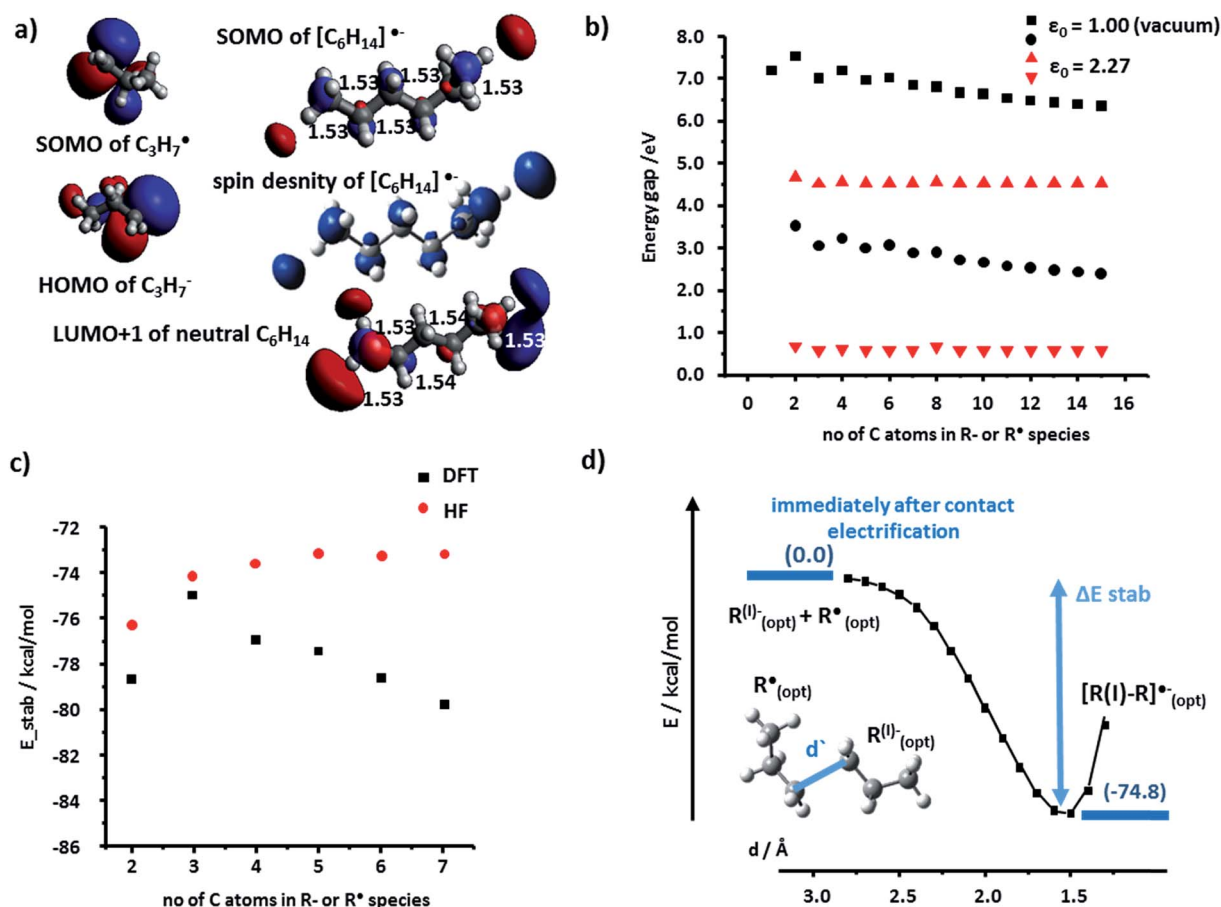 a)
SOMO of C3H7•
HOMO of C3H7-
SOMO of [C6H14]•-
1.53 1.53 1.53
1.53 1.53
spin desnity of [C6H14]•-
LUMO+1 of neutral C6H14
1.53 1.54 1.53
1.53 1.54
b)
ε0 = 1.00 (vacuum)
ε0 = 2.27
Energy gap /eV
8.0
7.0
6.0
5.0
4.0
3.0
2.0
1.0
0.0
0 2 4 6 8 10 12 14 16
no of C atoms in R- or R• species
c)
DFT
HF
E_stab / kcal/mol
-72
-74
-76
-78
-80
-82
-84
-86
2 3 4 5 6 7
no of C atoms in R- or R• species
d)
immediately after contact
electrification
(0.0)
R(I)-(opt) + R•(opt)
ΔE stab
E / kcal/mol
[R(I)-R]•-(opt)
R•(opt)
R(I)-(opt)
d`
(-74.8)
d / Å
3.0 2.5 2.0 1.5